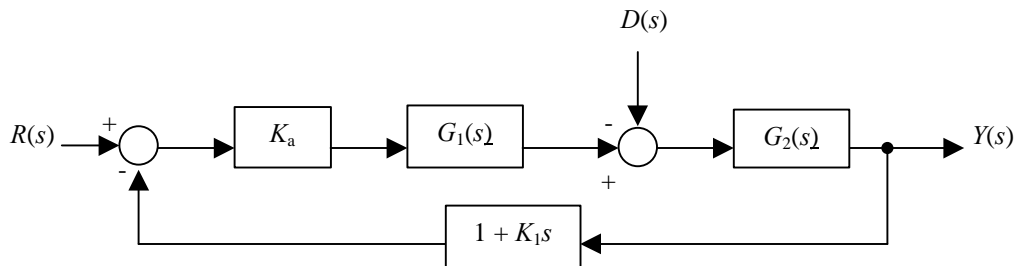 D(s)
R(s)
+
-
Ka
G1(s)
-
+
G2(s)
Y(s)
1 + K1s